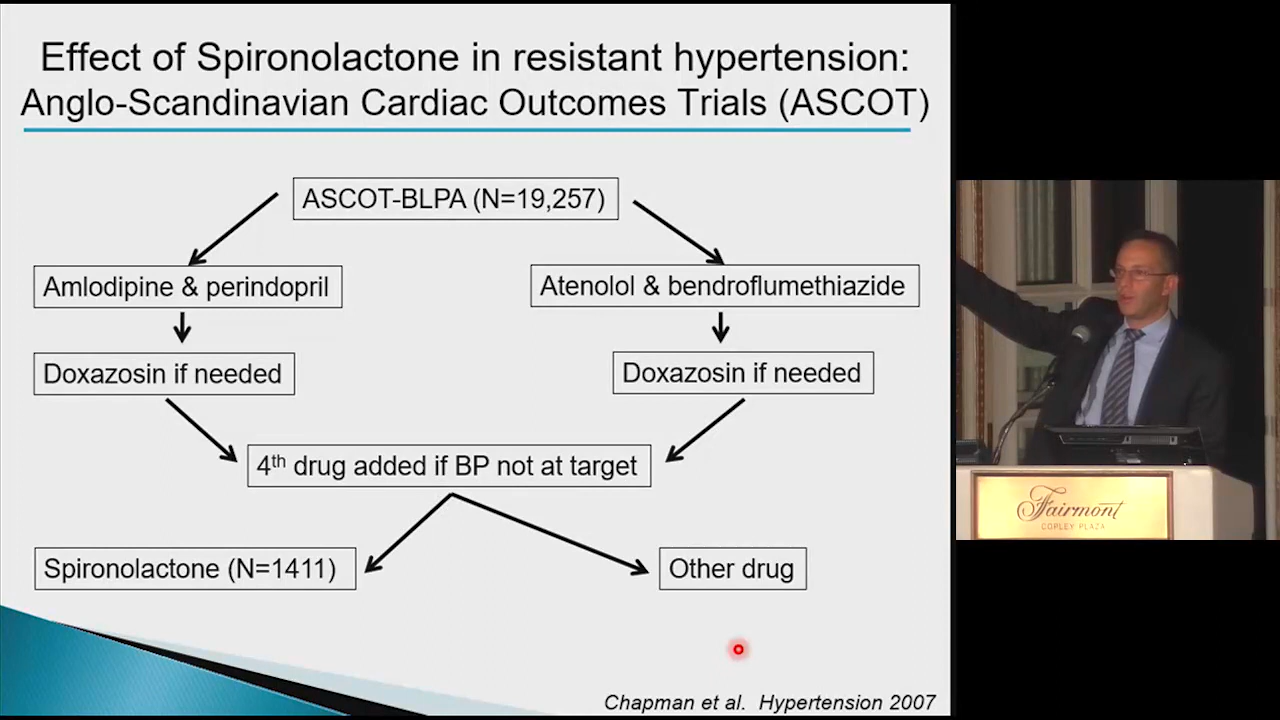 Effect of Spironolactone in resistant hypertension:
Anglo-Scandinavian Cardiac Outcomes Trials (ASCOT)
ASCOT-BLPA (N=19,257)
Amlodipine & perindopril
Atenolol & bendroflumethiazide
Doxazosin if needed
Doxazosin if needed
4th drug added if BP not at target
Spironolactone (N=1411)
Other drug
Chapman et al. Hypertension 2007
Fairmont
COPLEY PLAZA